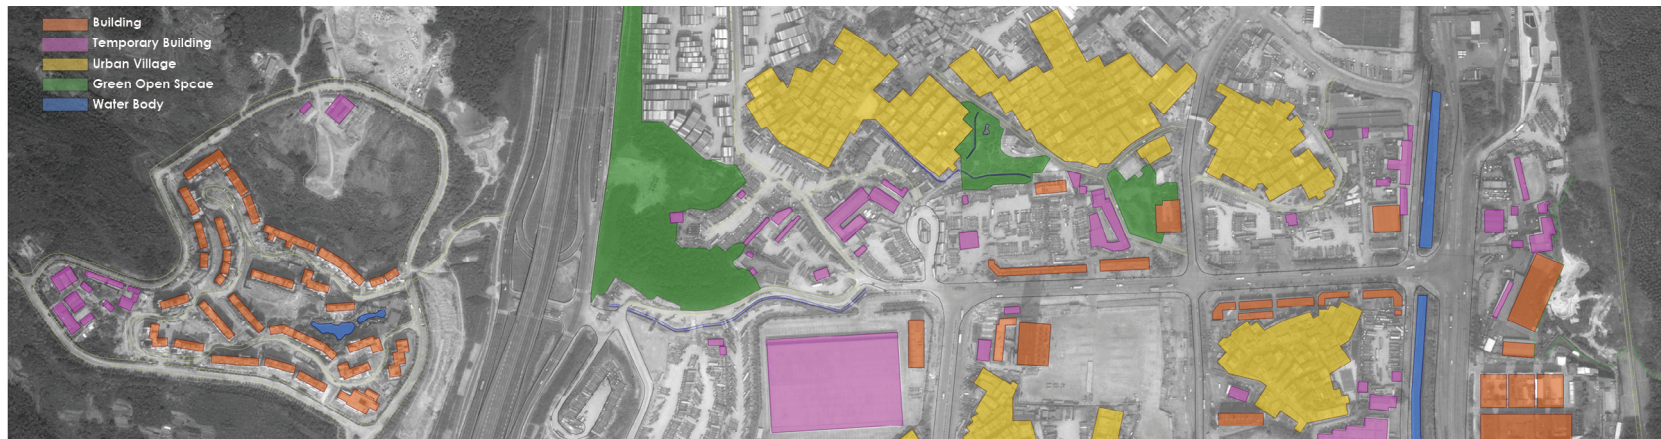 Building
Temporary Building
Urban Village
Green Open Spcae
Water Body